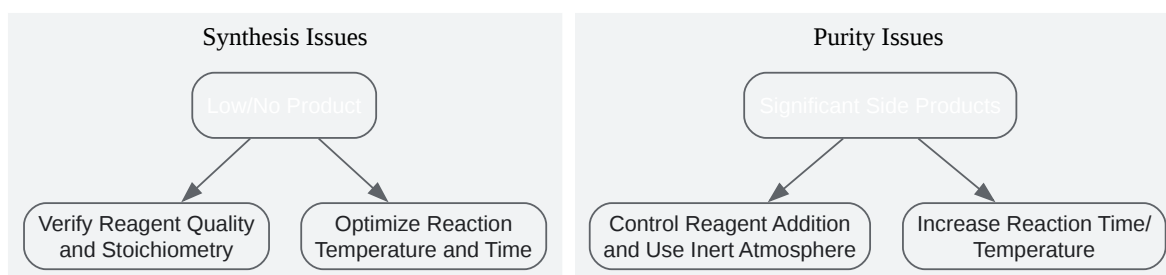 Synthesis Issues
Low/No Product
Verify Reagent Quality
and Stoichiometry
Optimize Reaction
Temperature and Time
Purity Issues
Significant Side Products
Control Reagent Addition
and Use Inert Atmosphere
Increase Reaction Time/
Temperature